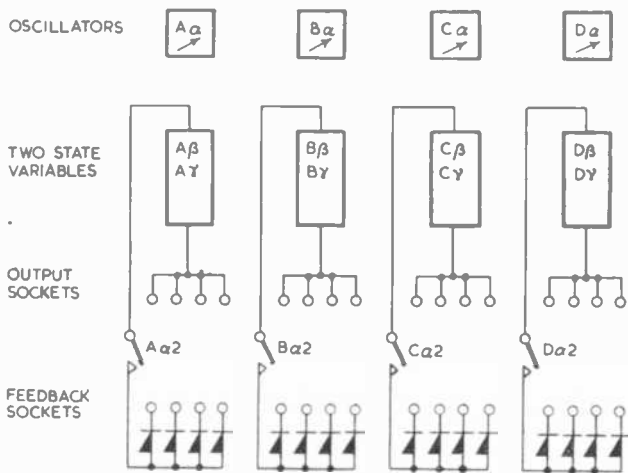 OSCILLATORS Aα Bα Cα Dα
TWO STATE VARIABLES
Aβ Bβ Cβ Dβ
Aγ Bγ Cγ Dγ
OUTPUT SOCKETS
Aα2 Bα2 Cα2 Dα2
FEEDBACK SOCKETS